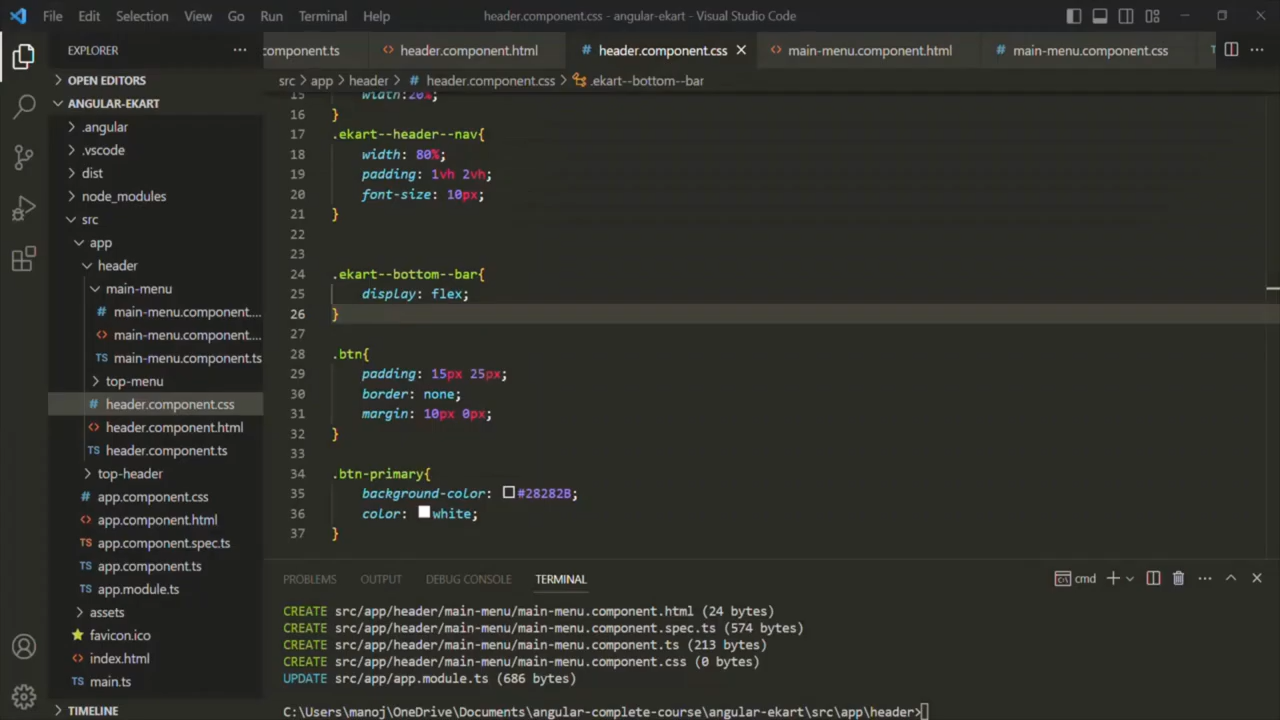 File Edit Selection View Go Run Terminal Help header.component.css - angular-ekart - Visual Studio Code
EXPLORER
component.ts header.component.html header.component.css main-menu.component.html main-menu.component.css
OPEN EDITORS
src > app > header > # header.component.css > .ekart--bottom--bar
ANGULAR-EKART
.angular
.vscode
dist
node_modules
src
app
header
main-menu
# main-menu.component....
<> main-menu.component....
TS main-menu.component.ts
top-menu
# header.component.css
<> header.component.html
TS header.component.ts
top-header
# app.component.css
<> app.component.html
TS app.component.spec.ts
TS app.component.ts
TS app.module.ts
assets
favicon.ico
<> index.html
TS main.ts
TIMELINE
15 width:20%;
16 }
17 .ekart--header--nav{
18 width: 80%;
19 padding: 1vh 2vh;
20 font-size: 10px;
21 }
22
23
24 .ekart--bottom--bar{
25 display: flex;
26 }
27
28 .btn{
29 padding: 15px 25px;
30 border: none;
31 margin: 10px 0px;
32 }
33
34 .btn-primary{
35 background-color: #28282B;
36 color: white;
37 }
PROBLEMS OUTPUT DEBUG CONSOLE TERMINAL cmd
CREATE src/app/header/main-menu/main-menu.component.html (24 bytes)
CREATE src/app/header/main-menu/main-menu.component.spec.ts (574 bytes)
CREATE src/app/header/main-menu/main-menu.component.ts (213 bytes)
CREATE src/app/header/main-menu/main-menu.component.css (0 bytes)
UPDATE src/app/app.module.ts (686 bytes)
C:\Users\manoj\OneDrive\Documents\angular-complete-course\angular-ekart\src\app\header>